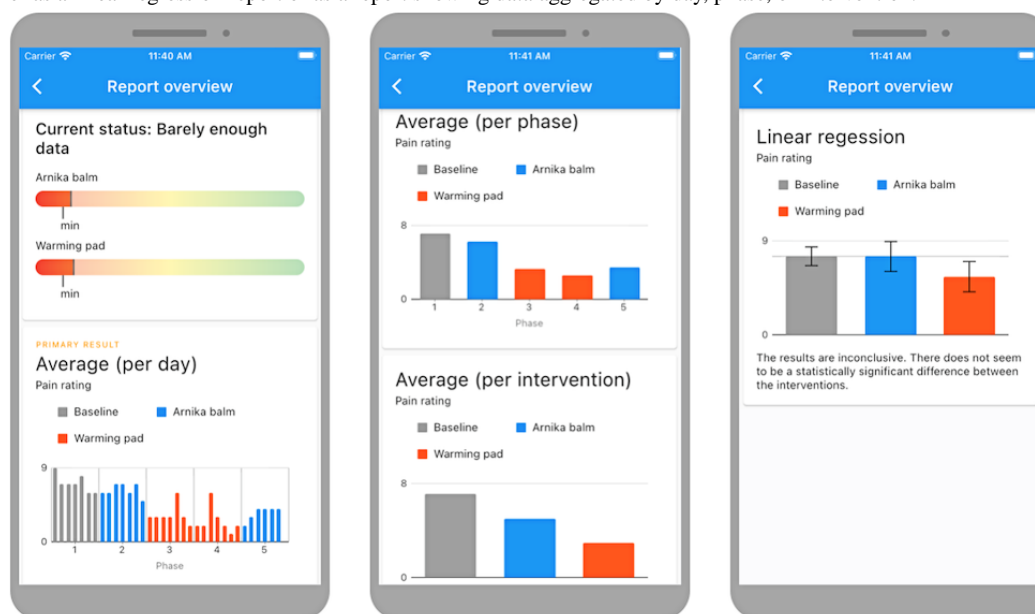 Carrier 11:40 AM
Report overview
Current status: Barely enough
data
Arnika balm
min
Warming pad
min
PRIMARY RESULT
Average (per day)
Pain rating
Baseline Arnika balm
Warming pad
9
0
1 2 3 4 5
Phase
Carrier 11:41 AM
Report overview
Average (per phase)
Pain rating
Baseline Arnika balm
Warming pad
8
0
1 2 3 4 5
Phase
Average (per intervention)
Pain rating
Baseline Arnika balm
Warming pad
8
0
Carrier 11:41 AM
Report overview
Linear regession
Pain rating
Baseline Arnika balm
Warming pad
9
0
The results are inconclusive. There does not seem
to be a statistically significant difference between
the interventions.